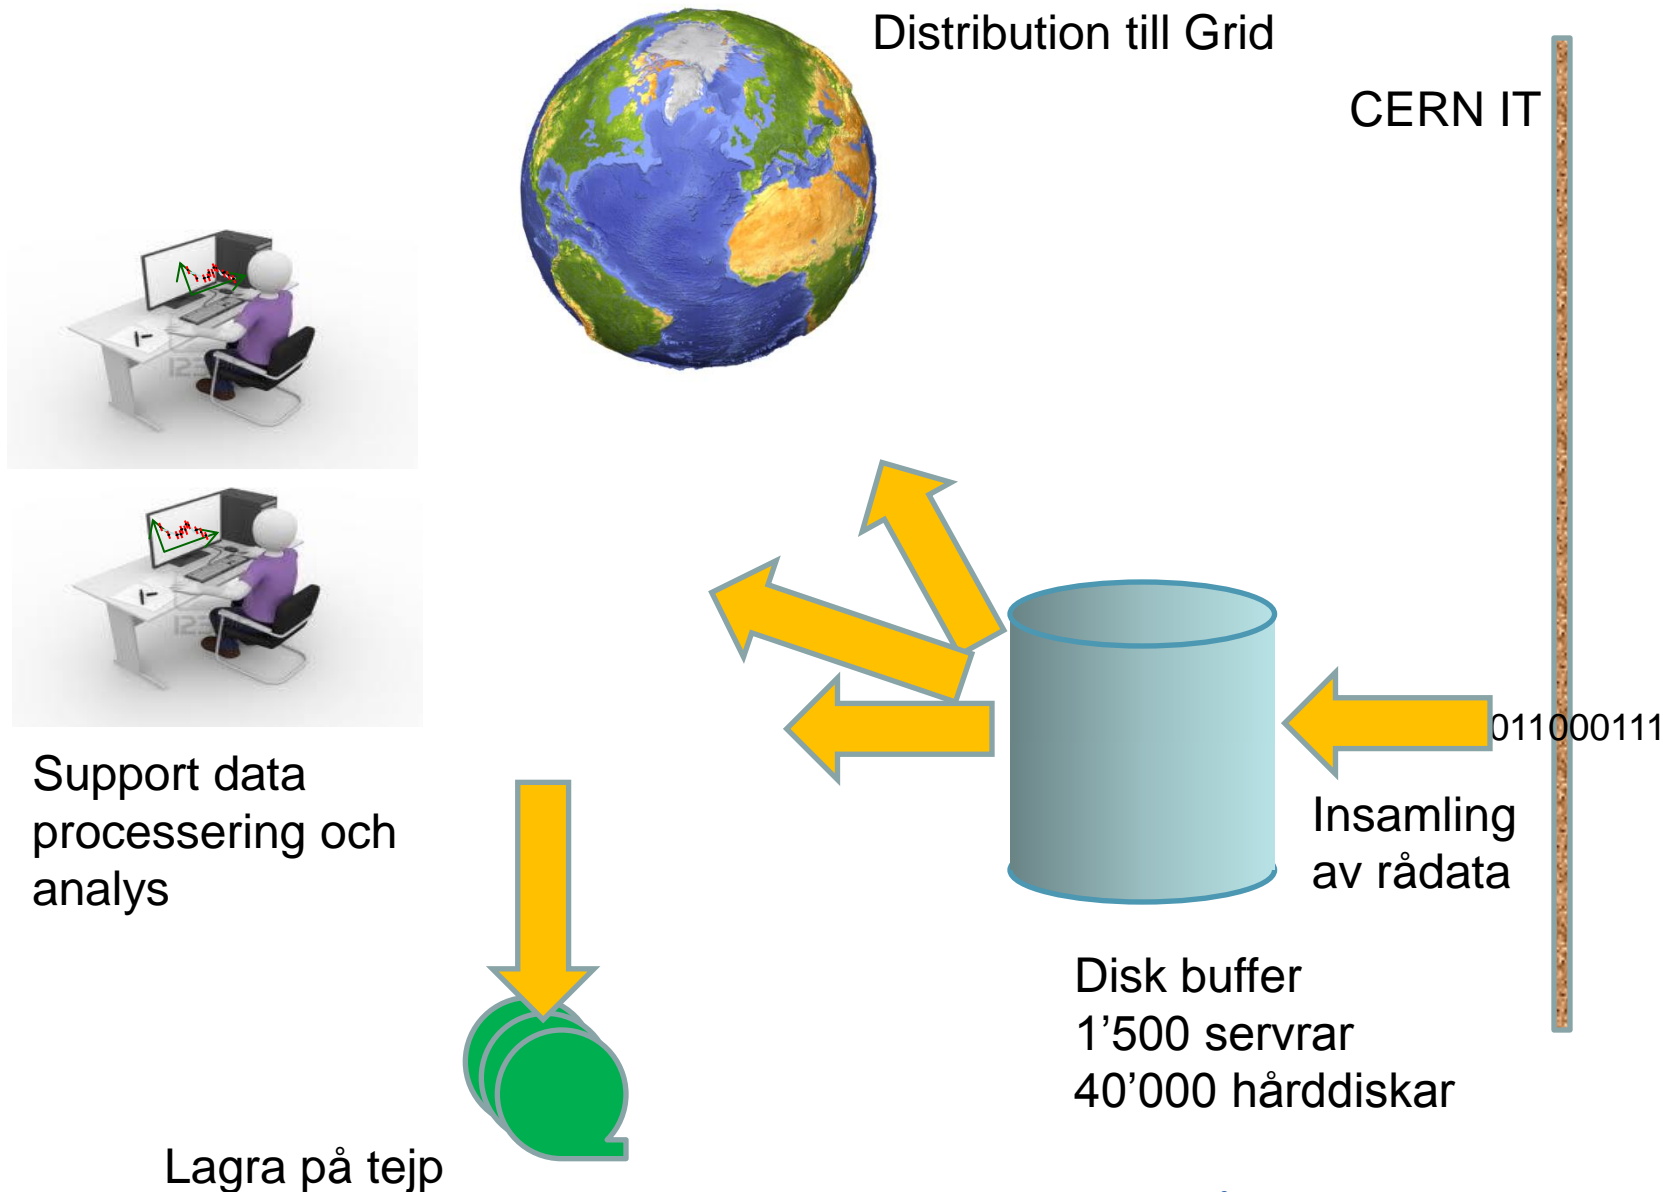 Distribution till Grid
CERN IT
011000111
Support data
processering och
analys
Insamling
av rådata
Disk buffer
1’500 servrar
40’000 hårddiskar
Lagra på tejp